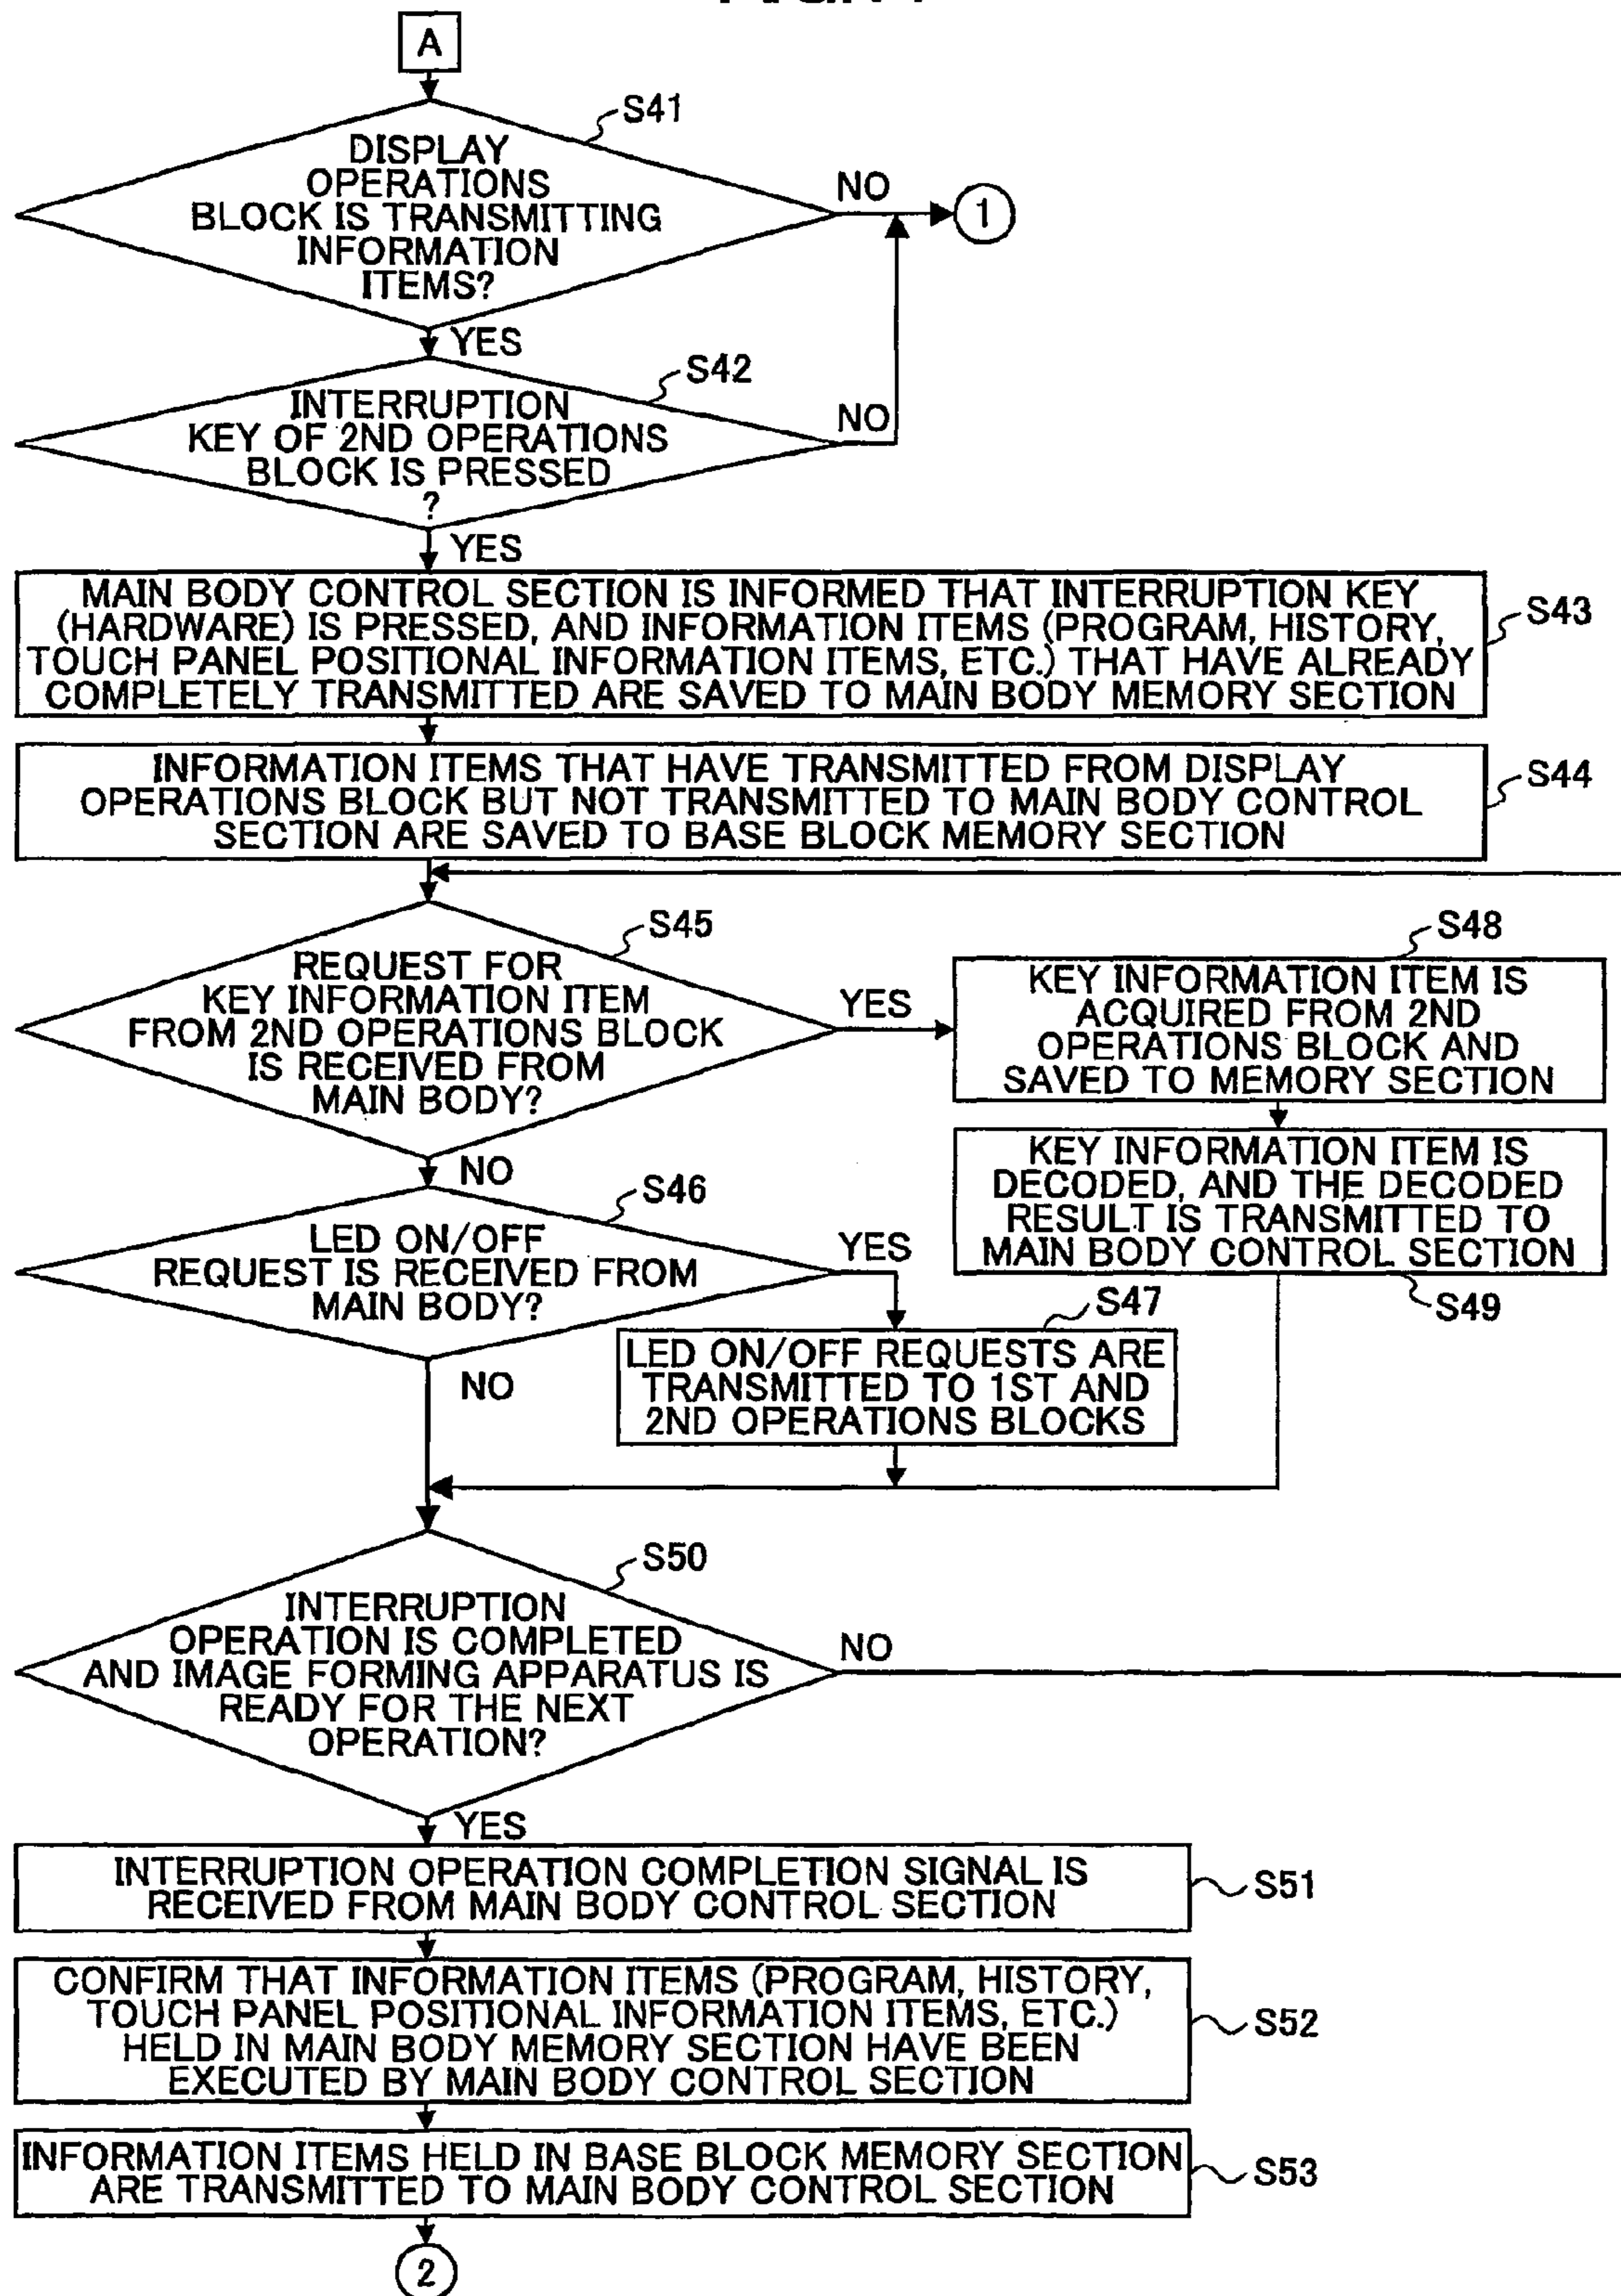 A
S41
DISPLAY
OPERATIONS
BLOCK IS TRANSMITTING
INFORMATION
ITEMS?
NO
1
YES
S42
INTERRUPTION
KEY OF 2ND OPERATIONS
BLOCK IS PRESSED
?
NO
YES
MAIN BODY CONTROL SECTION IS INFORMED THAT INTERRUPTION KEY
(HARDWARE) IS PRESSED, AND INFORMATION ITEMS (PROGRAM, HISTORY,
TOUCH PANEL POSITIONAL INFORMATION ITEMS, ETC.) THAT HAVE ALREADY
COMPLETELY TRANSMITTED ARE SAVED TO MAIN BODY MEMORY SECTION
S43
INFORMATION ITEMS THAT HAVE TRANSMITTED FROM DISPLAY
OPERATIONS BLOCK BUT NOT TRANSMITTED TO MAIN BODY CONTROL
SECTION ARE SAVED TO BASE BLOCK MEMORY SECTION
S44
S45
REQUEST FOR
KEY INFORMATION ITEM
FROM 2ND OPERATIONS BLOCK
IS RECEIVED FROM
MAIN BODY?
YES
S48
KEY INFORMATION ITEM IS
ACQUIRED FROM 2ND
OPERATIONS BLOCK AND
SAVED TO MEMORY SECTION
KEY INFORMATION ITEM IS
DECODED, AND THE DECODED
RESULT IS TRANSMITTED TO
MAIN BODY CONTROL SECTION
S49
NO
S46
LED ON/OFF
REQUEST IS RECEIVED FROM
MAIN BODY?
YES
S47
LED ON/OFF REQUESTS ARE
TRANSMITTED TO 1ST AND
2ND OPERATIONS BLOCKS
NO
S50
INTERRUPTION
OPERATION IS COMPLETED
AND IMAGE FORMING APPARATUS IS
READY FOR THE NEXT
OPERATION?
NO
YES
INTERRUPTION OPERATION COMPLETION SIGNAL IS
RECEIVED FROM MAIN BODY CONTROL SECTION
S51
CONFIRM THAT INFORMATION ITEMS (PROGRAM, HISTORY,
TOUCH PANEL POSITIONAL INFORMATION ITEMS, ETC.)
HELD IN MAIN BODY MEMORY SECTION HAVE BEEN
EXECUTED BY MAIN BODY CONTROL SECTION
S52
INFORMATION ITEMS HELD IN BASE BLOCK MEMORY SECTION
ARE TRANSMITTED TO MAIN BODY CONTROL SECTION
S53
2